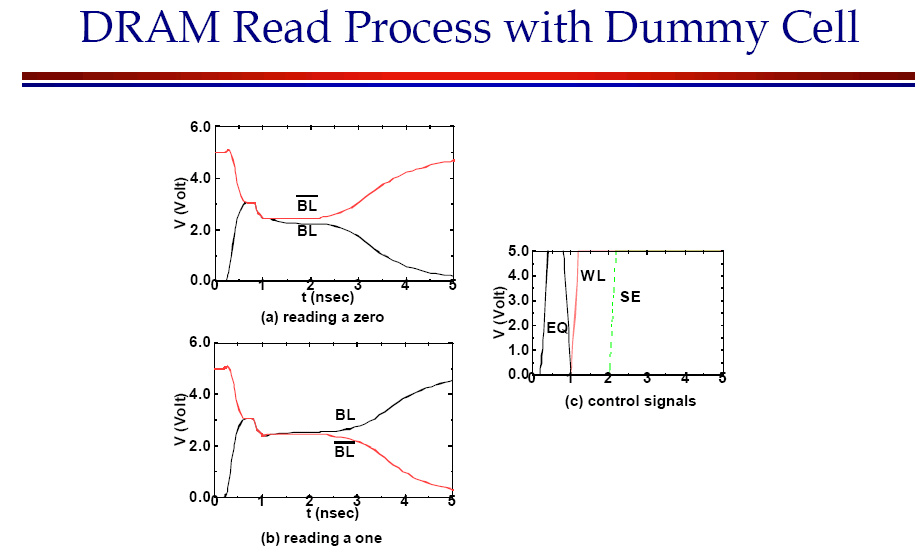 DRAM Read Process with Dummy Cell
6.0
4.0
2.0
0.0
V (Volt)
B̅L̅
BL
0 1 2 3 4 5
t (nsec)
(a) reading a zero
6.0
4.0
2.0
0.0
V (Volt)
BL
B̅L̅
0 1 2 3 4 5
t (nsec)
(b) reading a one
5.0
4.0
3.0
2.0
1.0
0.0
V (Volt)
EQ
WL
SE
0 1 2 3 4 5
(c) control signals